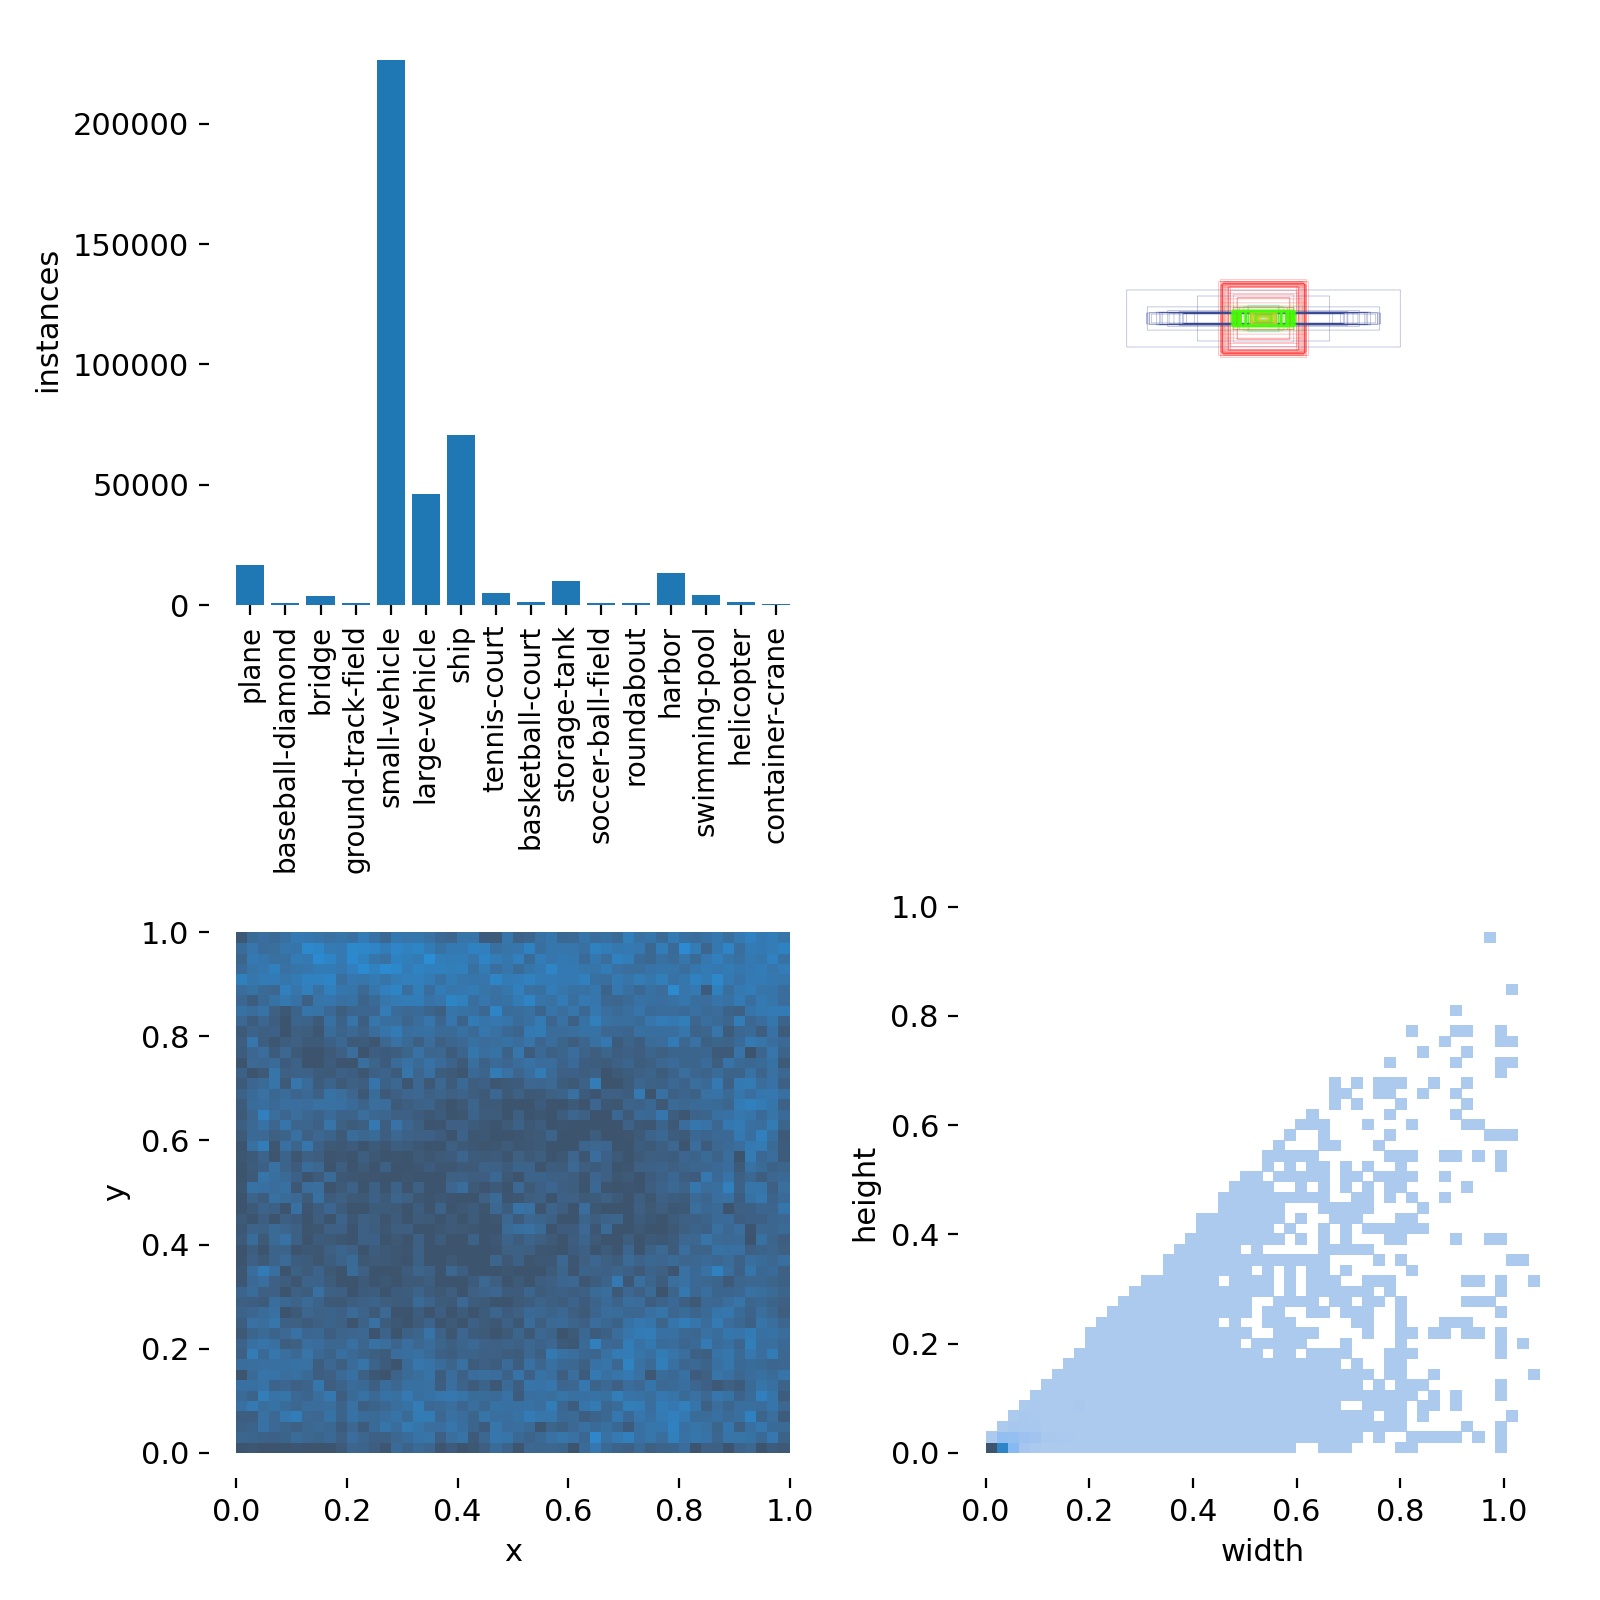 instances
200000
150000
100000
50000
0
plane
baseball-diamond
bridge
ground-track-field
small-vehicle
large-vehicle
ship
tennis-court
basketball-court
storage-tank
soccer-ball-field
roundabout
harbor
swimming-pool
helicopter
container-crane
y
1.0
0.8
0.6
0.4
0.2
0.0
0.0 0.2 0.4 0.6 0.8 1.0
x
height
1.0
0.8
0.6
0.4
0.2
0.0
0.0 0.2 0.4 0.6 0.8 1.0
width